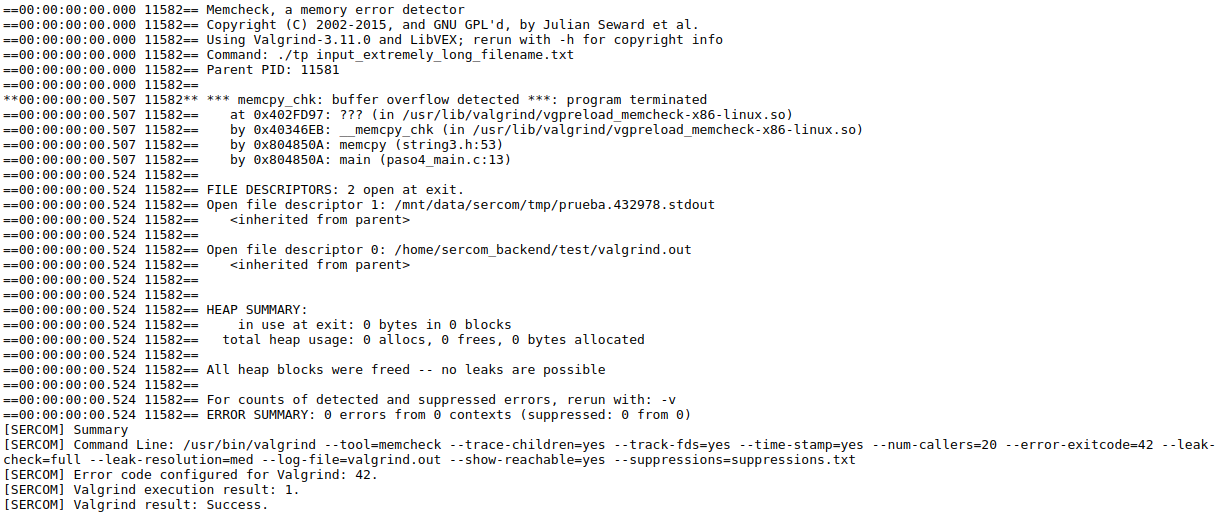 ==00:00:00:00.000 11582== Memcheck, a memory error detector
==00:00:00:00.000 11582== Copyright (C) 2002-2015, and GNU GPL'd, by Julian Seward et al.
==00:00:00:00.000 11582== Using Valgrind-3.11.0 and LibVEX; rerun with -h for copyright info
==00:00:00:00.000 11582== Command: ./tp input_extremely_long_filename.txt
==00:00:00:00.000 11582== Parent PID: 11581
==00:00:00:00.000 11582==
**00:00:00:00.507 11582** *** memcpy_chk: buffer overflow detected ***: program terminated
==00:00:00:00.507 11582==    at 0x402FD97: ??? (in /usr/lib/valgrind/vgpreload_memcheck-x86-linux.so)
==00:00:00:00.507 11582==    by 0x40346EB: __memcpy_chk (in /usr/lib/valgrind/vgpreload_memcheck-x86-linux.so)
==00:00:00:00.507 11582==    by 0x804850A: memcpy (string3.h:53)
==00:00:00:00.507 11582==    by 0x804850A: main (paso4_main.c:13)
==00:00:00:00.524 11582==
==00:00:00:00.524 11582== FILE DESCRIPTORS: 2 open at exit.
==00:00:00:00.524 11582== Open file descriptor 1: /mnt/data/sercom/tmp/prueba.432978.stdout
==00:00:00:00.524 11582==    <inherited from parent>
==00:00:00:00.524 11582==
==00:00:00:00.524 11582== Open file descriptor 0: /home/sercom_backend/test/valgrind.out
==00:00:00:00.524 11582==    <inherited from parent>
==00:00:00:00.524 11582==
==00:00:00:00.524 11582==
==00:00:00:00.524 11582== HEAP SUMMARY:
==00:00:00:00.524 11582==     in use at exit: 0 bytes in 0 blocks
==00:00:00:00.524 11582==   total heap usage: 0 allocs, 0 frees, 0 bytes allocated
==00:00:00:00.524 11582==
==00:00:00:00.524 11582== All heap blocks were freed -- no leaks are possible
==00:00:00:00.524 11582==
==00:00:00:00.524 11582== For counts of detected and suppressed errors, rerun with: -v
==00:00:00:00.524 11582== ERROR SUMMARY: 0 errors from 0 contexts (suppressed: 0 from 0)
[SERCOM] Summary
[SERCOM] Command Line: /usr/bin/valgrind --tool=memcheck --trace-children=yes --track-fds=yes --time-stamp=yes --num-callers=20 --error-exitcode=42 --leak-
check=full --leak-resolution=med --log-file=valgrind.out --show-reachable=yes --suppressions=suppressions.txt
[SERCOM] Error code configured for Valgrind: 42.
[SERCOM] Valgrind execution result: 1.
[SERCOM] Valgrind result: Success.